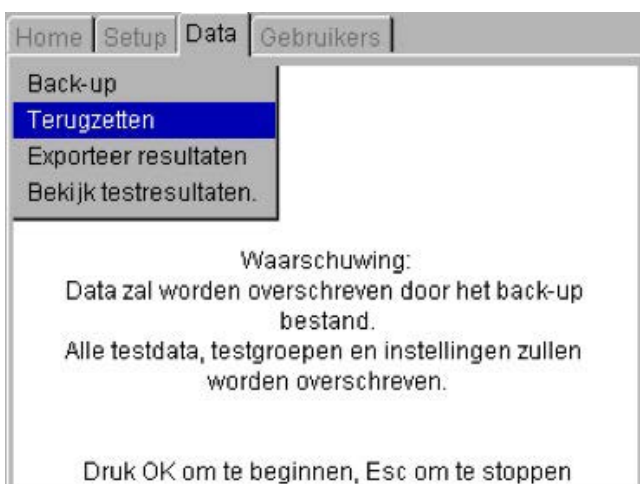 Home Setup Data Gebruikers
Back-up
Terugzetten
Exporteer resultaten
Bekijk testresultaten.
Waarschuwing:
Data zal worden overschreven door het back-up
bestand.
Alle testdata, testgroepen en instellingen zullen
worden overschreven.
Druk OK om te beginnen, Esc om te stoppen